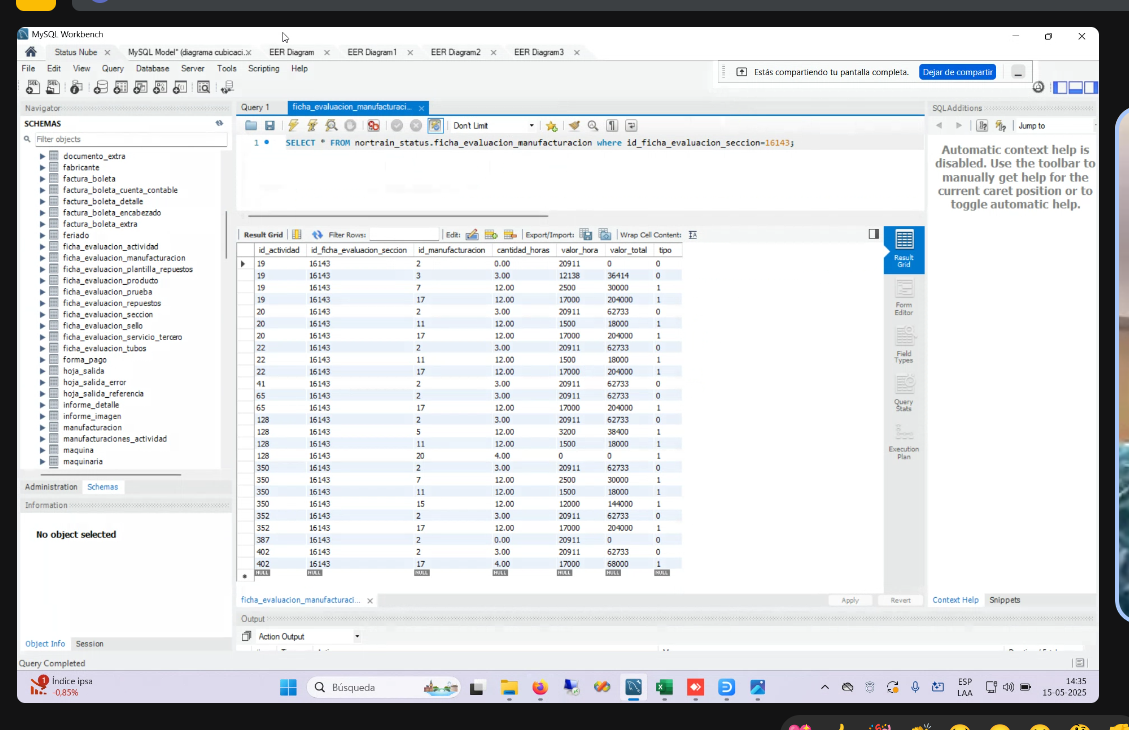 MySQL Workbench
Status Nube × MySQL Model* (diagrama cubicaci... × EER Diagram × EER Diagram1 × EER Diagram2 × EER Diagram3 ×
File Edit View Query Database Server Tools Scripting Help
Estás compartiendo tu pantalla completa. Dejar de compartir
Navigator
SCHEMAS
Filter objects
documento_extra
fabricante
factura_boleta
factura_boleta_cuenta_contable
factura_boleta_detalle
factura_boleta_encabezado
factura_boleta_extra
feriado
ficha_evaluacion_actividad
ficha_evaluacion_manufacturacion
ficha_evaluacion_plantilla_repuestos
ficha_evaluacion_producto
ficha_evaluacion_prueba
ficha_evaluacion_repuestos
ficha_evaluacion_seccion
ficha_evaluacion_sello
ficha_evaluacion_servicio_tercero
ficha_evaluacion_tubos
forma_pago
hoja_salida
hoja_salida_error
hoja_salida_referencia
informe_detalle
informe_imagen
manufacturacion
manufacturaciones_actividad
maquina
maquinaria
Administration Schemas
Information
No object selected
Object Info Session
Query 1 ficha_evaluacion_manufacturaci... ×
Don't Limit
1 SELECT * FROM nortrain_status.ficha_evaluacion_manufacturacion where id_ficha_evaluacion_seccion=16143;
Result Grid Filter Rows: Edit: Export/Import: Wrap Cell Content:
id_actividad id_ficha_evaluacion_seccion id_manufacturacion cantidad_horas valor_hora valor_total tipo
19 16143 2 0.00 20911 0 0
19 16143 3 3.00 12138 36414 0
19 16143 7 12.00 2500 30000 1
19 16143 17 12.00 17000 204000 1
20 16143 2 3.00 20911 62733 0
20 16143 11 12.00 1500 18000 1
20 16143 17 12.00 17000 204000 1
22 16143 2 3.00 20911 62733 0
22 16143 11 12.00 1500 18000 1
22 16143 17 12.00 17000 204000 1
41 16143 2 3.00 20911 62733 0
65 16143 2 3.00 20911 62733 0
65 16143 17 12.00 17000 204000 1
128 16143 2 3.00 20911 62733 0
128 16143 5 12.00 3200 38400 1
128 16143 11 12.00 1500 18000 1
128 16143 20 4.00 0 0 1
350 16143 2 3.00 20911 62733 0
350 16143 7 12.00 2500 30000 1
350 16143 11 12.00 1500 18000 1
350 16143 15 12.00 12000 144000 1
352 16143 2 3.00 20911 62733 0
352 16143 17 12.00 17000 204000 1
387 16143 2 0.00 20911 0 0
402 16143 2 3.00 20911 62733 0
402 16143 17 4.00 17000 68000 1
NULL NULL NULL NULL NULL NULL NULL
Result Grid
Form Editor
Field Types
Query Stats
Execution Plan
ficha_evaluacion_manufacturaci... × Apply Revert
Output
Action Output
SQLAdditions
Jump to
Automatic context help is
disabled. Use the toolbar to
manually get help for the
current caret position or to
toggle automatic help.
Context Help Snippets
Query Completed
1 Índice ipsa
-0.85%
Búsqueda
ESP
LAA
14:35
15-05-2025